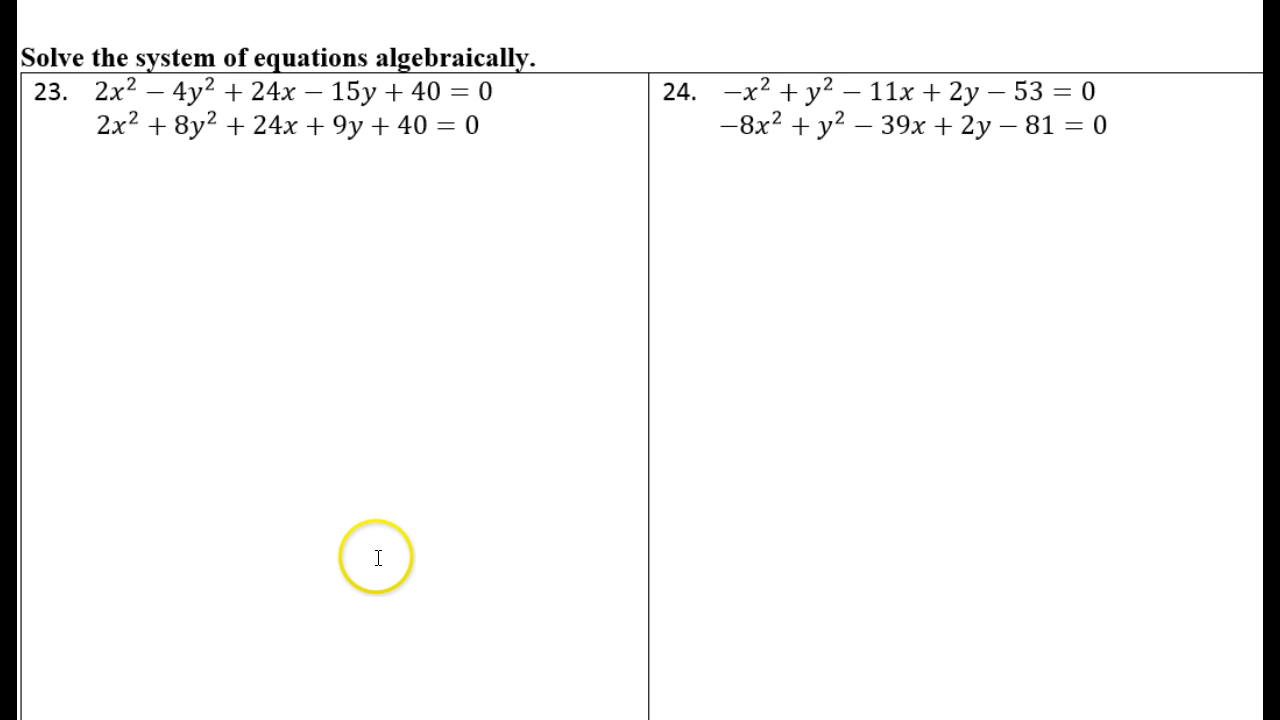 Solve the system of equations algebraically.
23. 2x² − 4y² + 24x − 15y + 40 = 0
2x² + 8y² + 24x + 9y + 40 = 0
24. −x² + y² − 11x + 2y − 53 = 0
−8x² + y² − 39x + 2y − 81 = 0